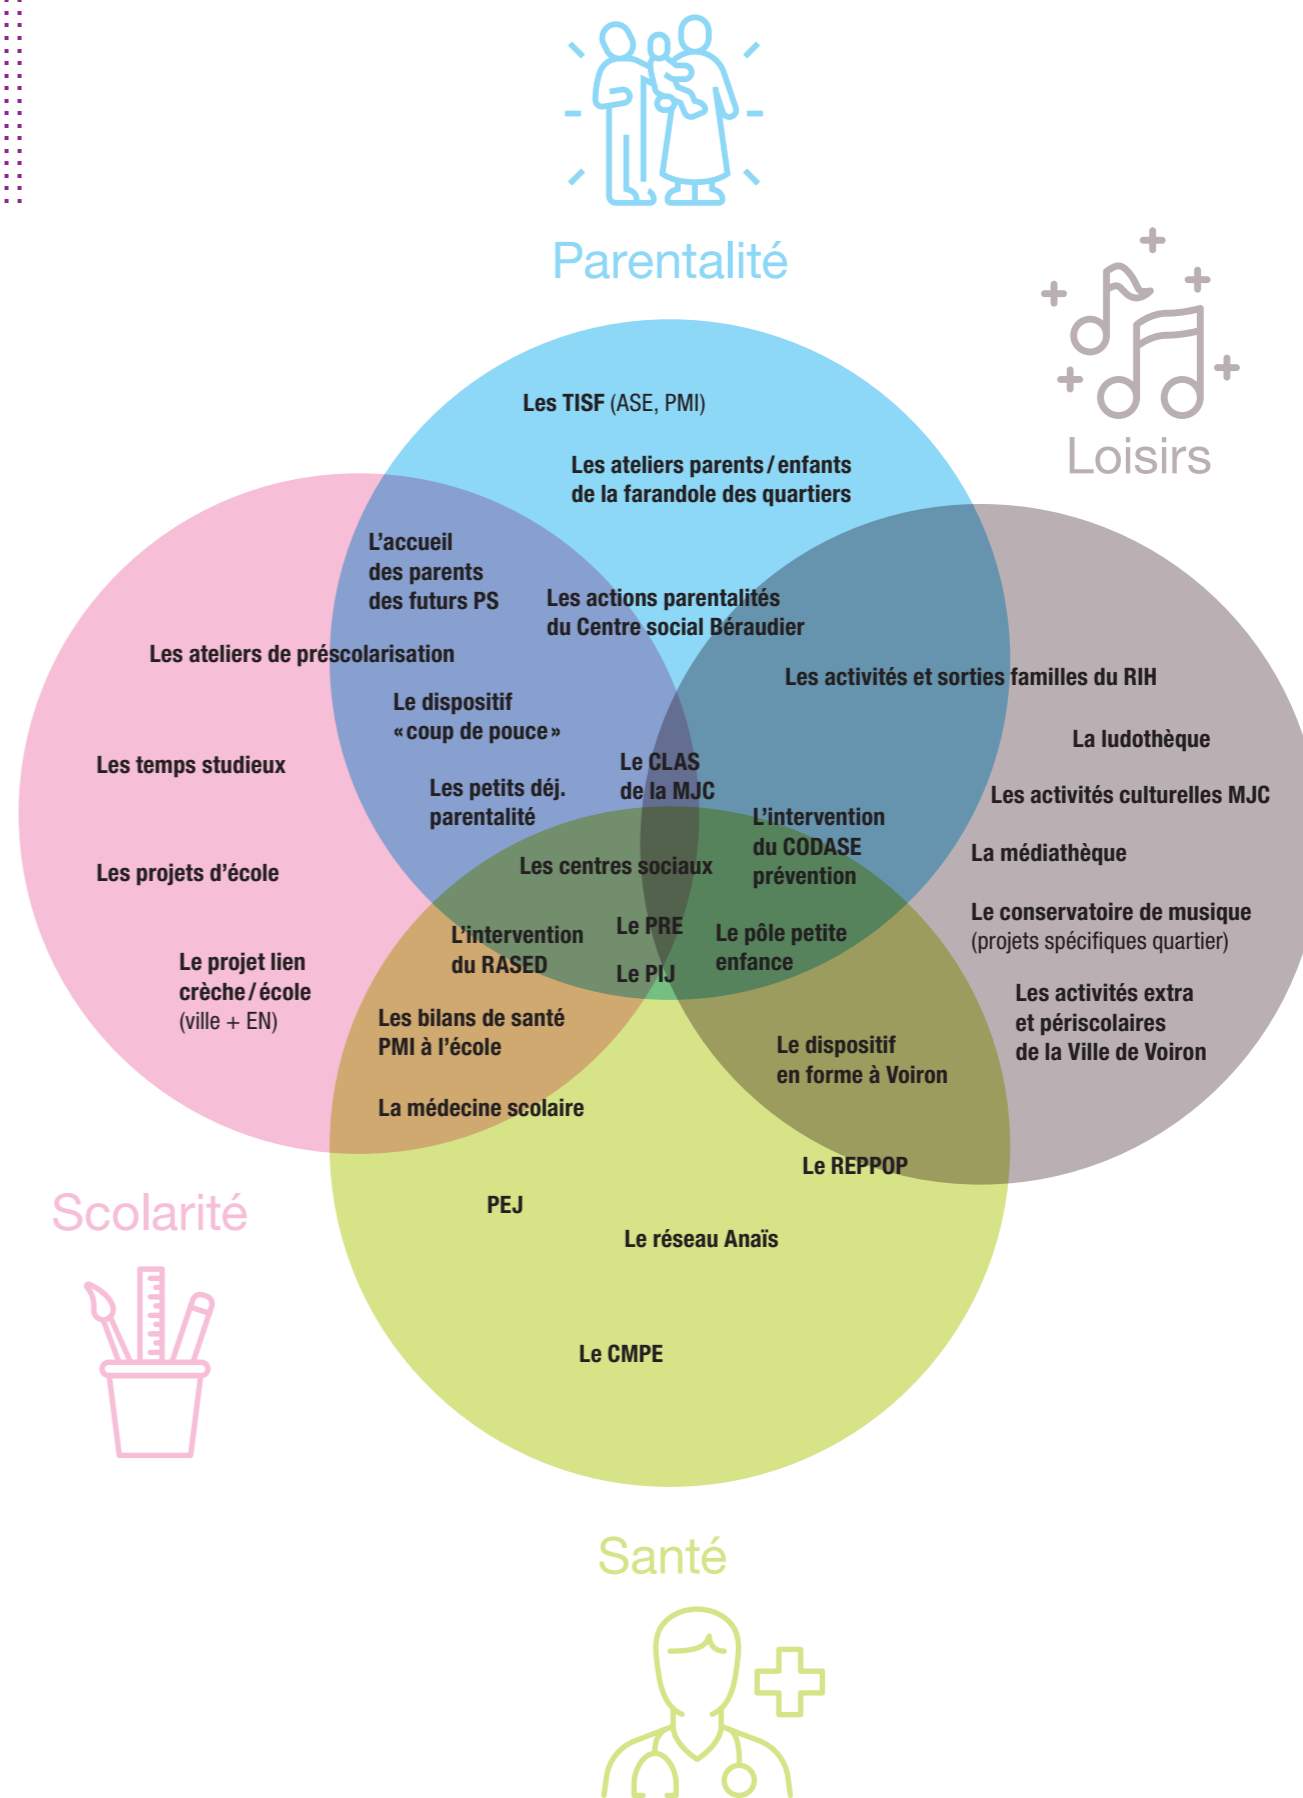 Parentalité
Loisirs
Les TISF (ASE, PMI)
Les ateliers parents / enfants
de la farandole des quartiers
L'accueil
des parents
des futurs PS
Les actions parentalités
du Centre social Béraudier
Les ateliers de préscolarisation
Les activités et sorties familles du RIH
Le dispositif
«coup de pouce»
La ludothèque
Les temps studieux
Le CLAS
de la MJC
Les petits déj.
parentalité
Les activités culturelles MJC
L'intervention
du CODASE
prévention
La médiathèque
Les projets d'école
Les centres sociaux
Le conservatoire de musique
(projets spécifiques quartier)
L'intervention
du RASED
Le PRE
Le pôle petite
enfance
Le PIJ
Le projet lien
crèche / école
(ville + EN)
Les activités extra
et périscolaires
de la Ville de Voiron
Les bilans de santé
PMI à l'école
Le dispositif
en forme à Voiron
La médecine scolaire
Le REPPOP
Scolarité
PEJ
Le réseau Anaïs
Le CMPE
Santé